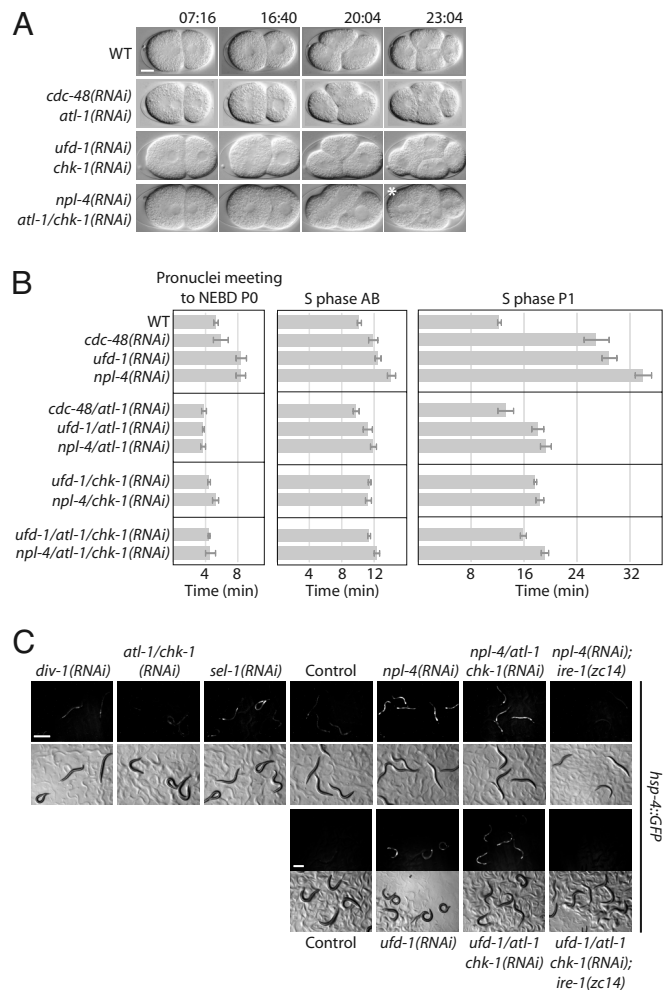 A
07:16 16:40 20:04 23:04
WT
cdc-48(RNAi)
atl-1(RNAi)
ufd-1(RNAi)
chk-1(RNAi)
npl-4(RNAi)
atl-1/chk-1(RNAi)
*
B
Pronuclei meeting
to NEBD P0
S phase AB
S phase P1
WT
cdc-48(RNAi)
ufd-1(RNAi)
npl-4(RNAi)
cdc-48/atl-1(RNAi)
ufd-1/atl-1(RNAi)
npl-4/atl-1(RNAi)
ufd-1/chk-1(RNAi)
npl-4/chk-1(RNAi)
ufd-1/atl-1/chk-1(RNAi)
npl-4/atl-1/chk-1(RNAi)
4 8
Time (min)
4 8 12
Time (min)
8 16 24 32
Time (min)
C
div-1(RNAi)
atl-1/chk-1
(RNAi)
sel-1(RNAi)
Control
npl-4(RNAi)
npl-4/atl-1
chk-1(RNAi)
npl-4(RNAi);
ire-1(zc14)
hsp-4::GFP
Control
ufd-1(RNAi)
ufd-1/atl-1
chk-1(RNAi)
ufd-1/atl-1
chk-1(RNAi);
ire-1(zc14)